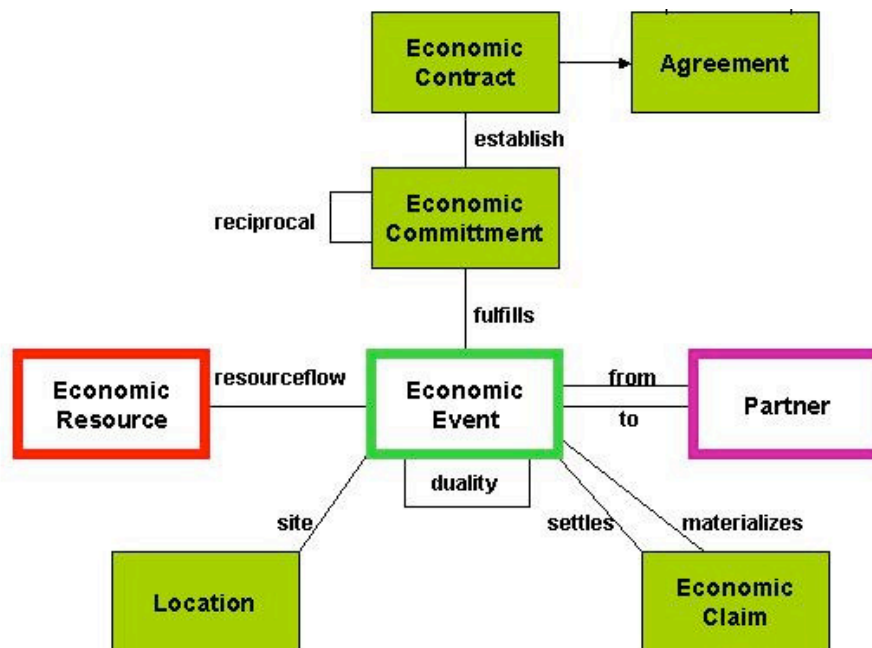 Economic
Contract
Agreement
establish
reciprocal
Economic
Committment
fulfills
Economic
Resource
resourceflow
Economic
Event
from
to
Partner
duality
site
settles
materializes
Location
Economic
Claim